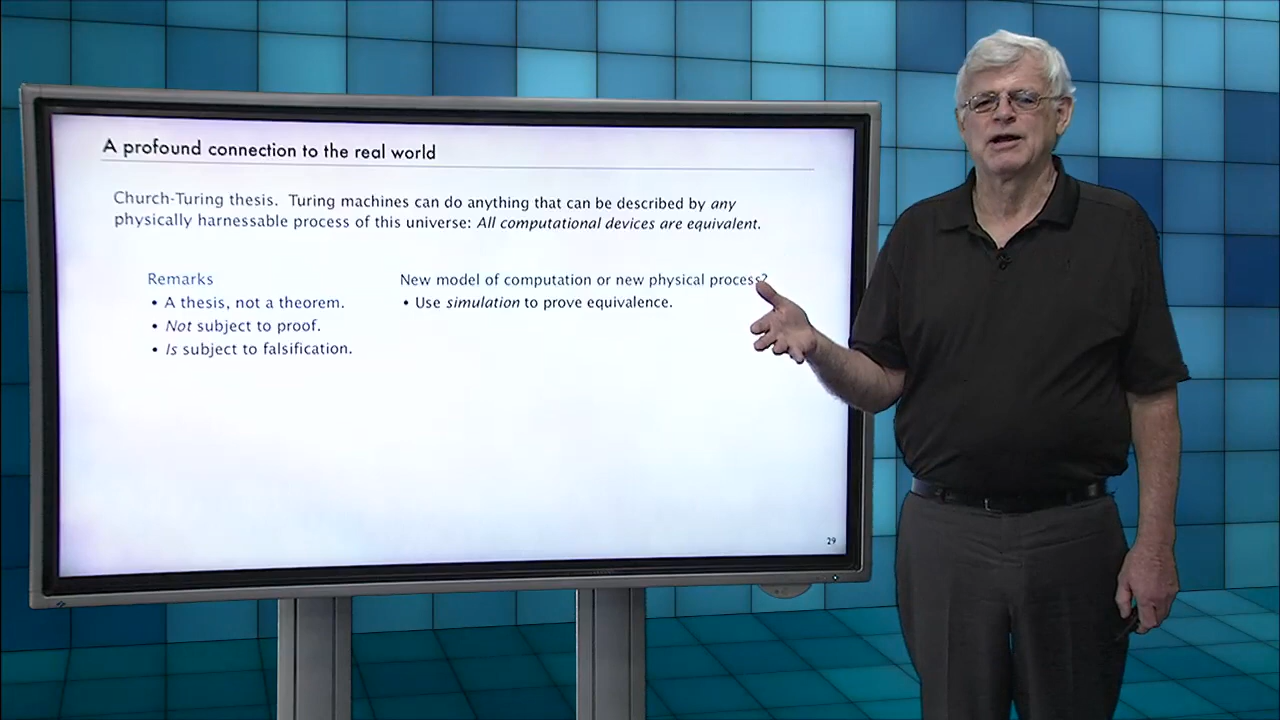 A profound connection to the real world
Church-Turing thesis. Turing machines can do anything that can be described by any
physically harnessable process of this universe: All computational devices are equivalent.
Remarks
• A thesis, not a theorem.
• Not subject to proof.
• Is subject to falsification.
New model of computation or new physical process?
• Use simulation to prove equivalence.
29